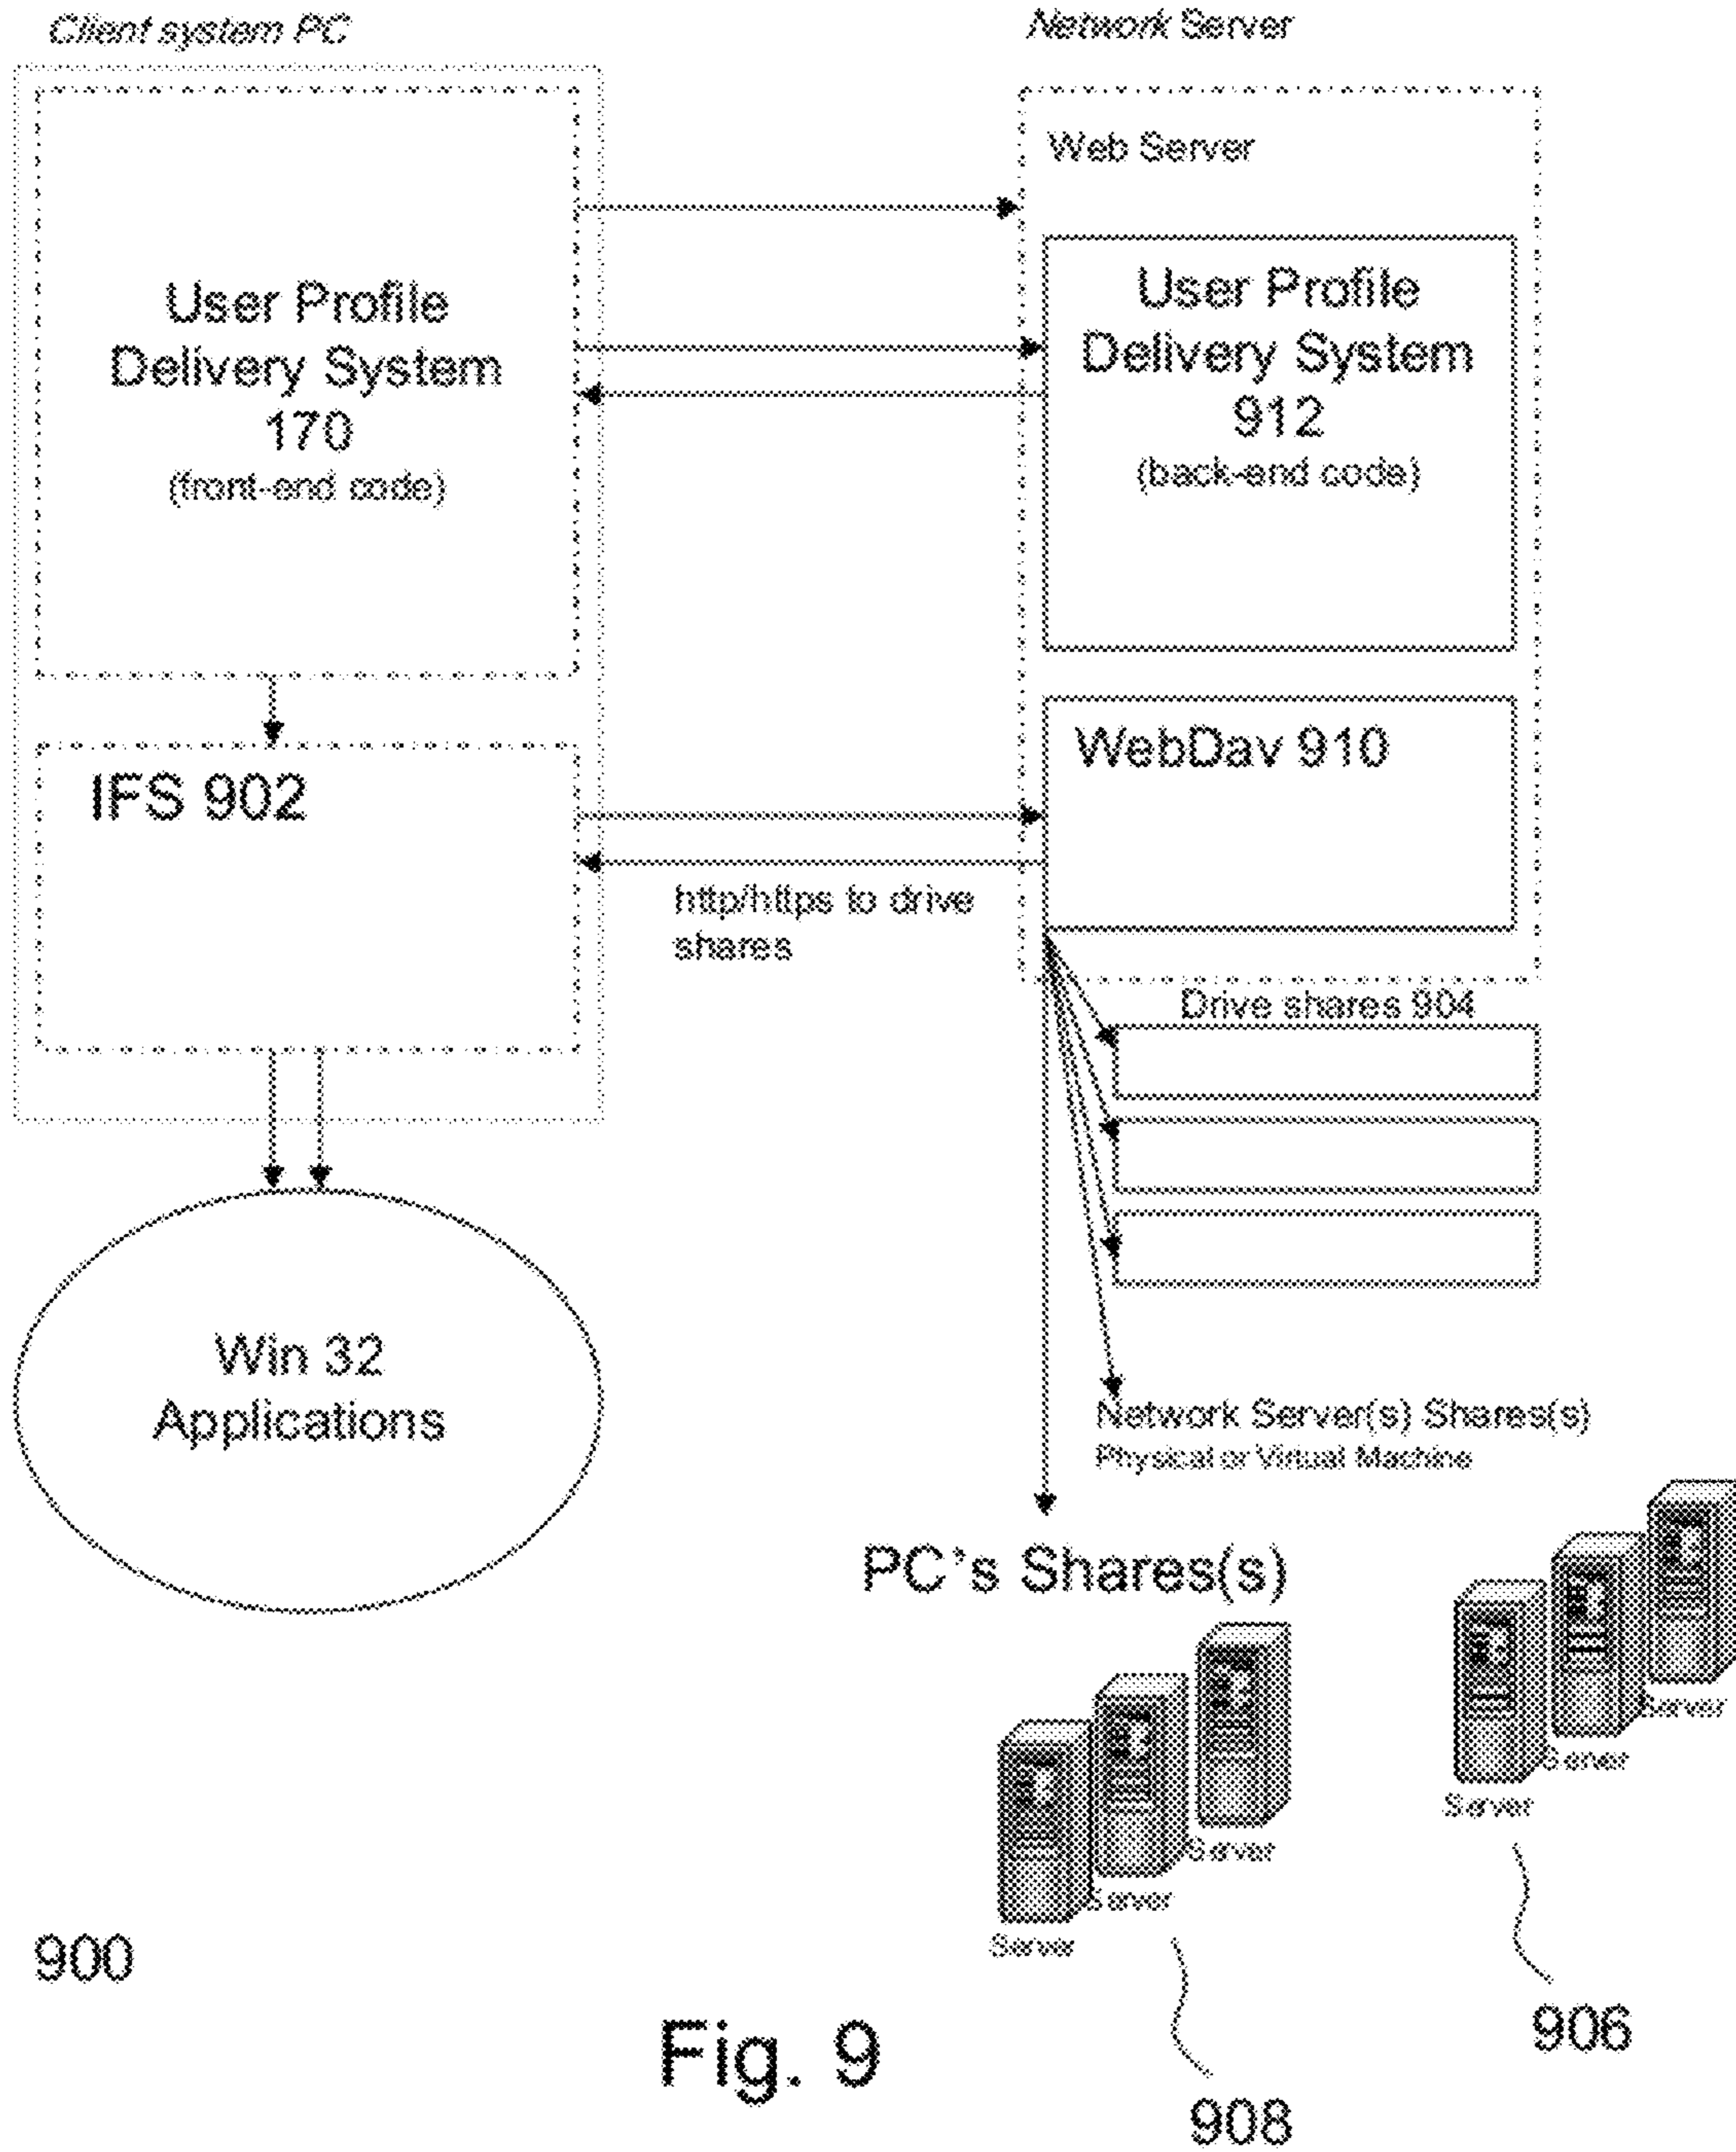 Client system PC
Network Server
Web Server
User Profile
Delivery System
170
(front-end code)
User Profile
Delivery System
912
(back-end code)
IFS 902
WebDav 910
http/https to drive
shares
Drive shares 904
Win 32
Applications
Network Server(s) Shares(s)
Physical or Virtual Machine
PC's Shares(s)
Server
Server
Server
Server
Server
Server
900
Fig. 9
906
908